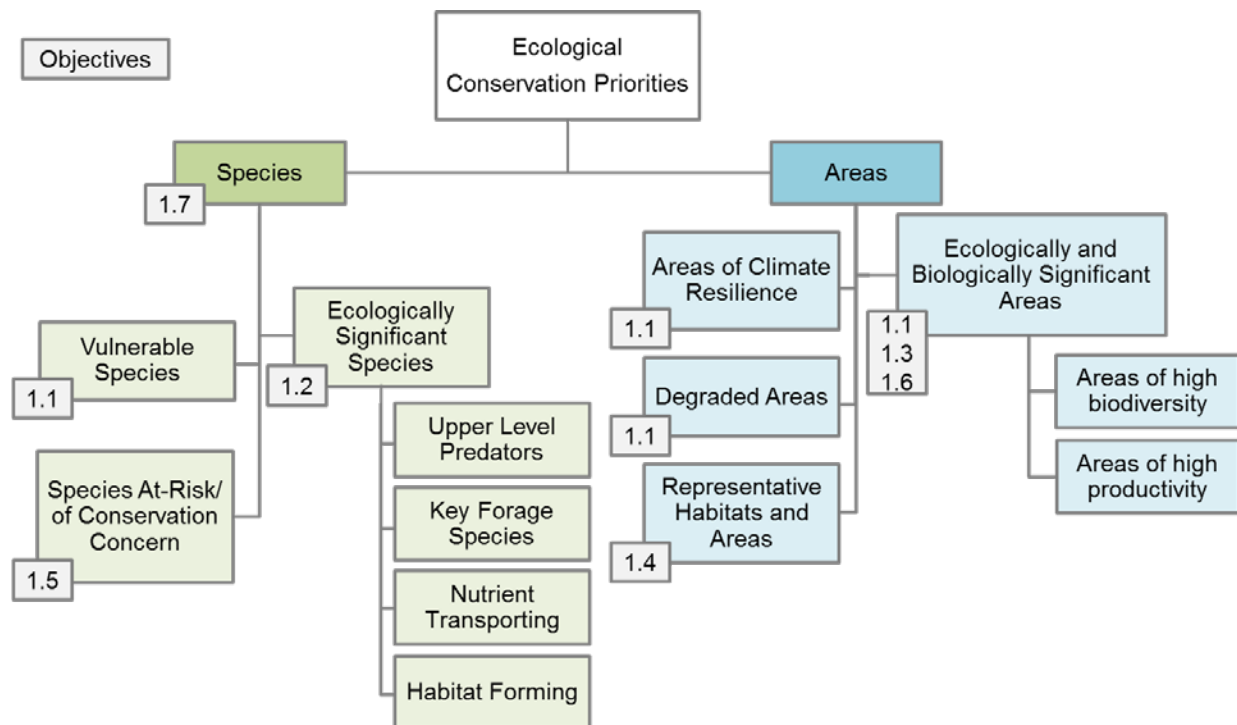 Objectives
Ecological
Conservation Priorities
Species
1.7
Areas
Vulnerable
Species
1.1
Species At-Risk/
of Conservation
Concern
1.5
Ecologically
Significant
Species
1.2
Upper Level
Predators
Key Forage
Species
Nutrient
Transporting
Habitat Forming
Areas of Climate
Resilience
1.1
Degraded Areas
1.1
Representative
Habitats and
Areas
1.4
Ecologically and
Biologically Significant
Areas
1.1
1.3
1.6
Areas of high
biodiversity
Areas of high
productivity